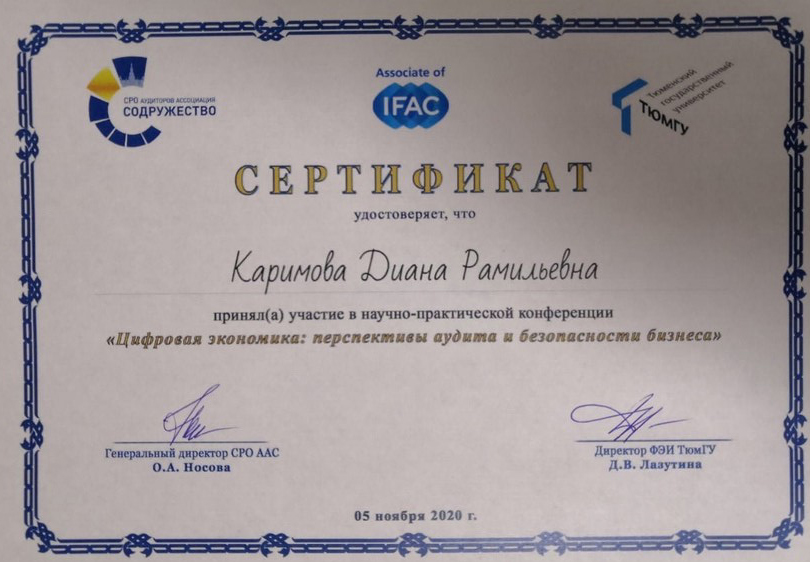 СРО АУДИТОРОВ АССОЦИАЦИЯ
СОДРУЖЕСТВО
Associate of
IFAC
Тюменский
государственный
университет
ТЮМГУ
СЕРТИФИКАТ
удостоверяет, что
Каримова Диана Рамильевна
принял(а) участие в научно-практической конференции
«Цифровая экономика: перспективы аудита и безопасности бизнеса»
Генеральный директор СРО ААС
О.А. Носова
Директор ФЭИ ТюмГУ
Д.В. Лазутина
05 ноября 2020 г.